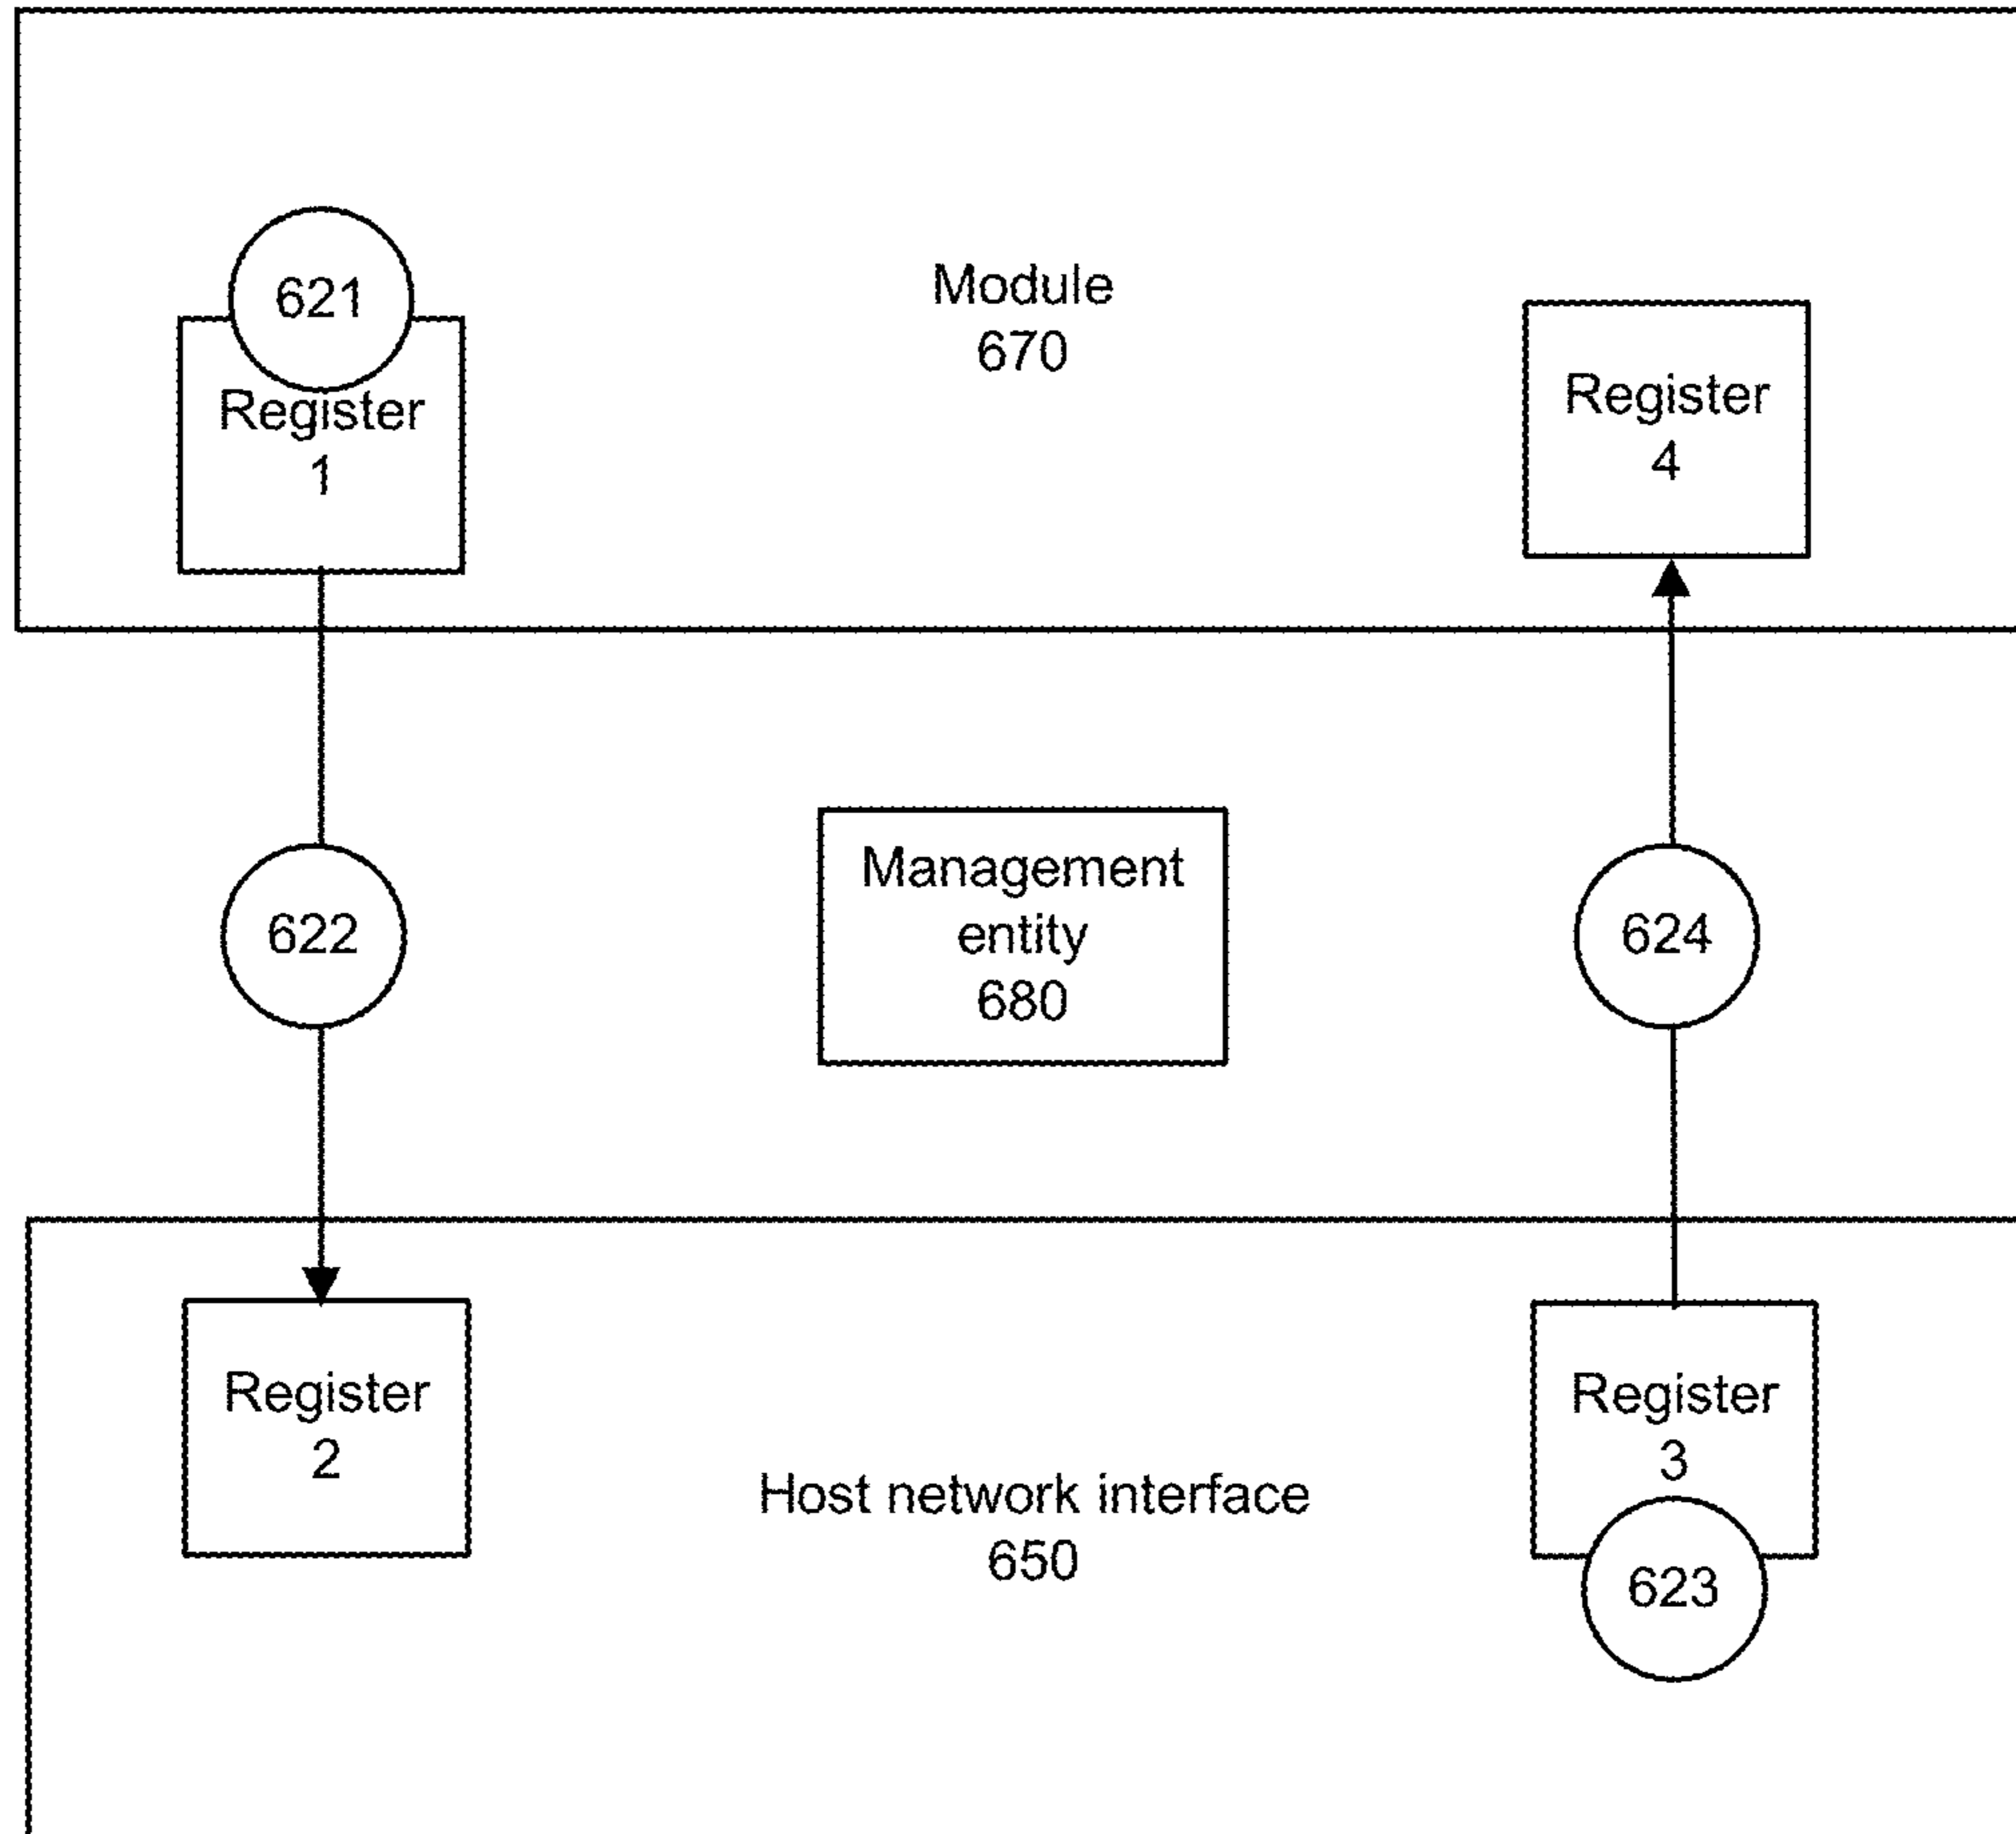 621
Register
1
Module
670
Register
4
622
Management
entity
680
624
Register
2
Host network interface
650
Register
3
623